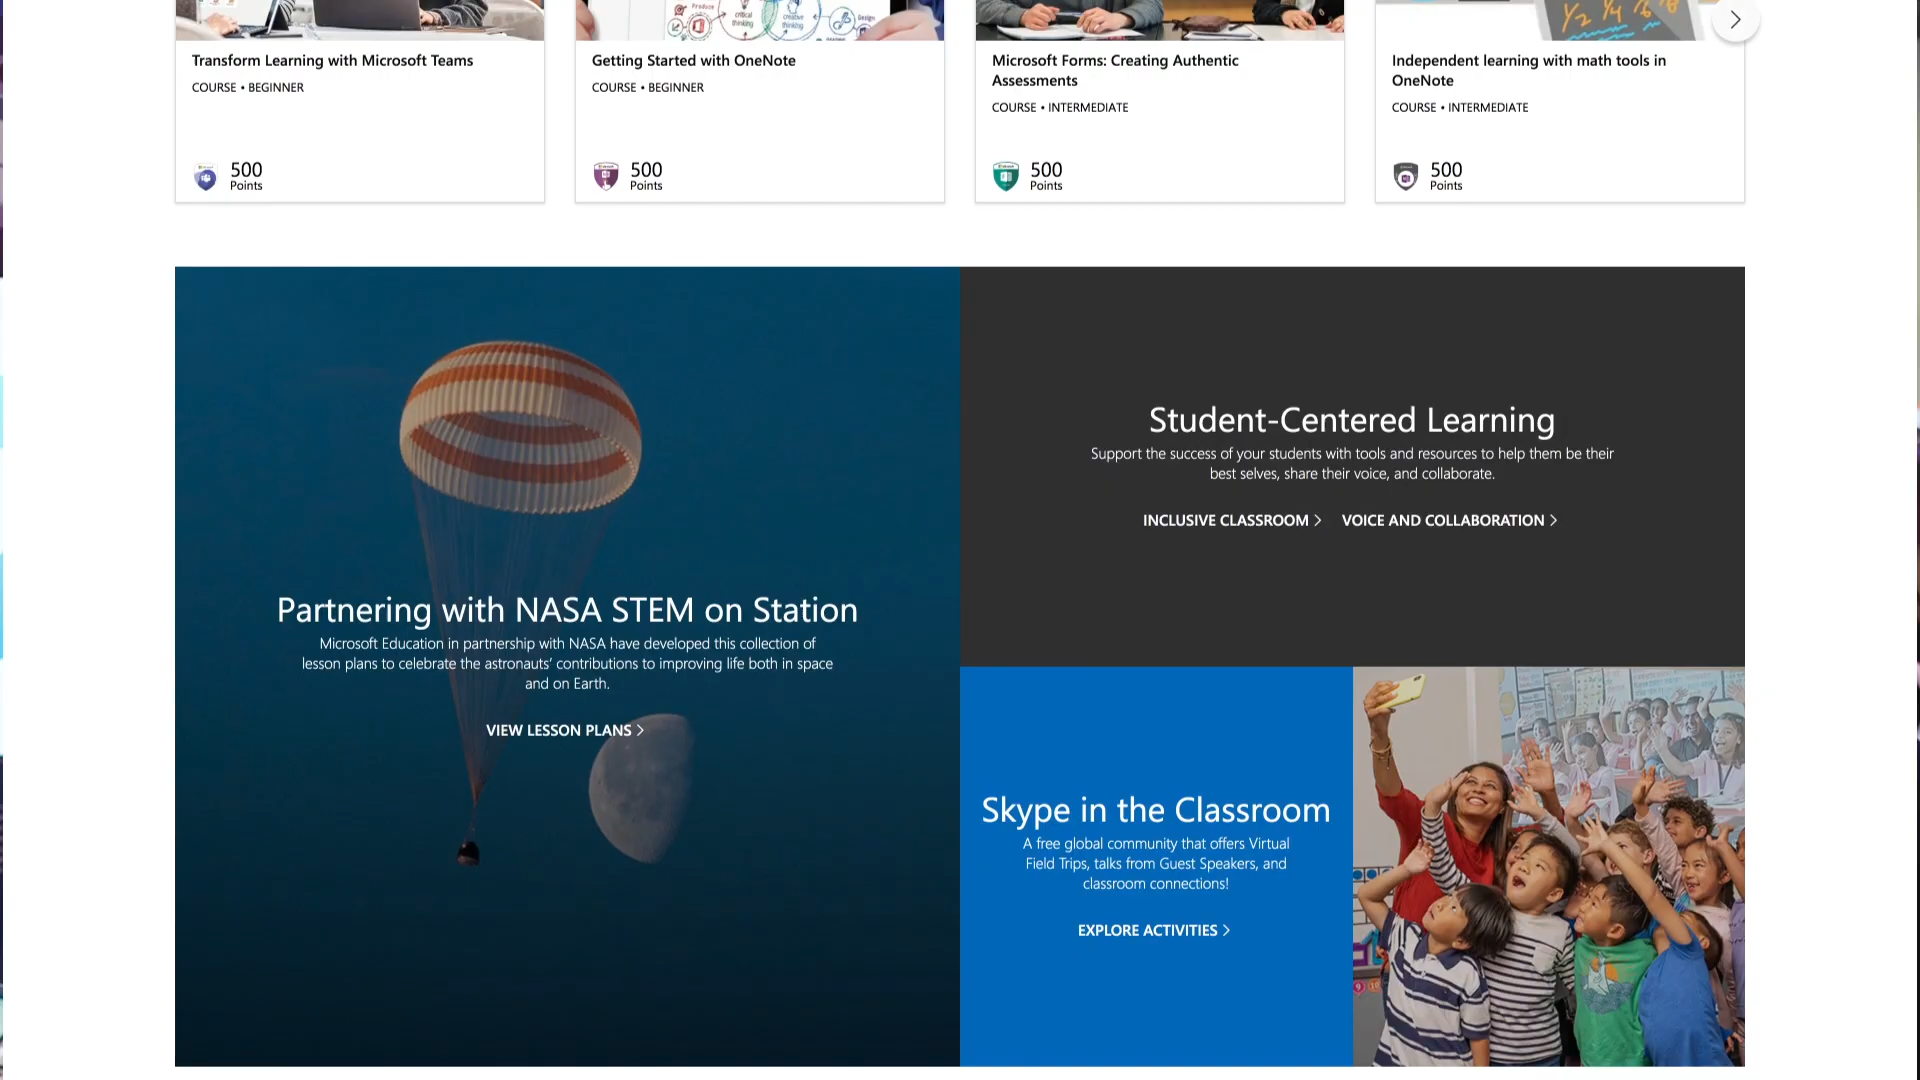 Produce
critical
thinking
creative
thinking
Design
Transform Learning with Microsoft Teams
COURSE • BEGINNER
500
Points
Getting Started with OneNote
COURSE • BEGINNER
500
Points
Microsoft Forms: Creating Authentic
Assessments
COURSE • INTERMEDIATE
500
Points
Independent learning with math tools in
OneNote
COURSE • INTERMEDIATE
500
Points
Partnering with NASA STEM on Station
Microsoft Education in partnership with NASA have developed this collection of
lesson plans to celebrate the astronauts’ contributions to improving life both in space
and on Earth.
VIEW LESSON PLANS
Student-Centered Learning
Support the success of your students with tools and resources to help them be their
best selves, share their voice, and collaborate.
INCLUSIVE CLASSROOM
VOICE AND COLLABORATION
Skype in the Classroom
A free global community that offers Virtual
Field Trips, talks from Guest Speakers, and
classroom connections!
EXPLORE ACTIVITIES